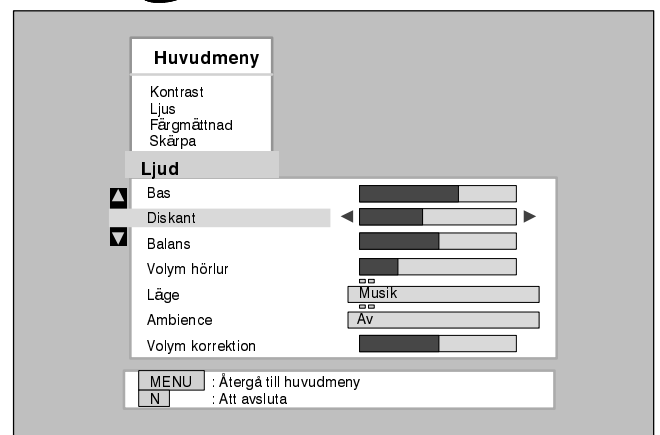 Huvudmeny
Kontrast
Ljus
Färgmättnad
Skärpa
Ljud
Bas
Diskant
Balans
Volym hörlur
Läge Musik
Ambience Av
Volym korrektion
MENU : Återgå till huvudmeny
N : Att avsluta